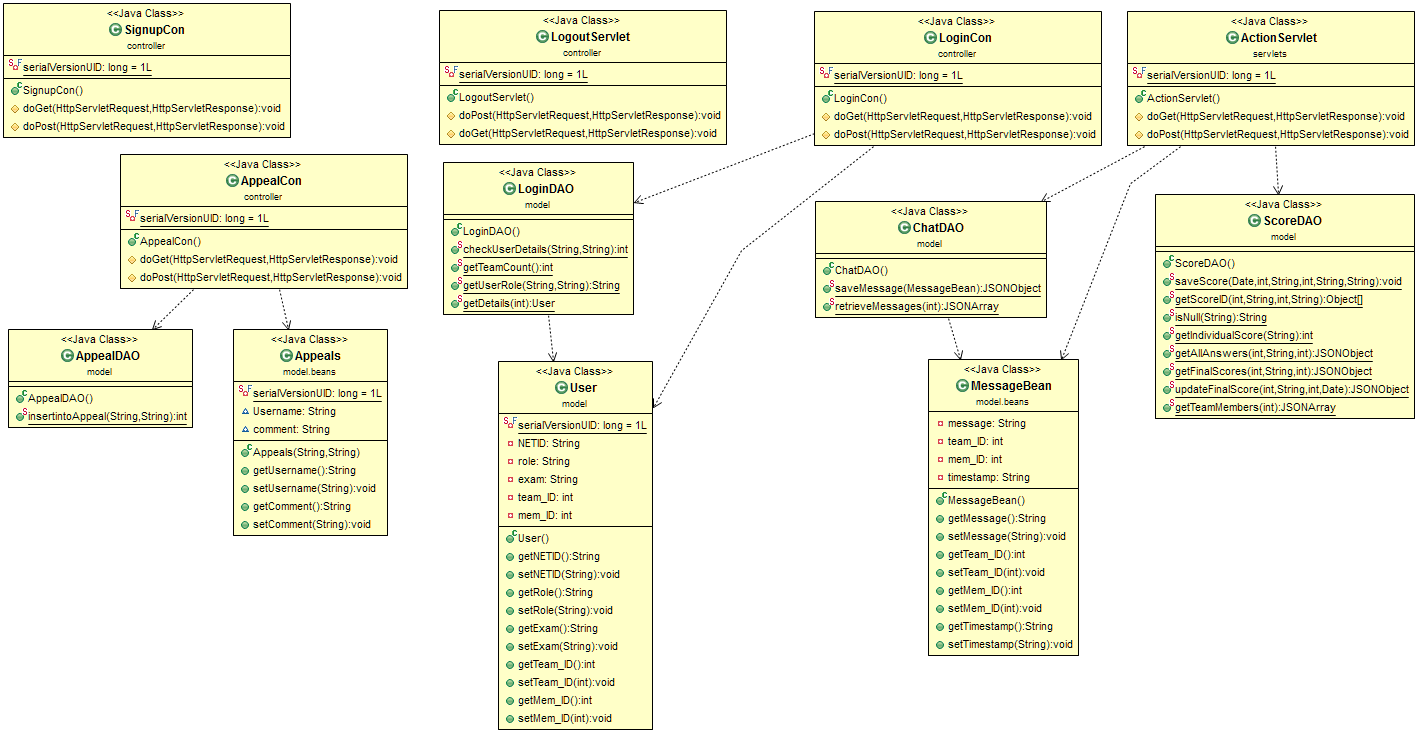 <<Java Class>>
SignupCon
controller
serialVersionUID: long = 1L
SignupCon()
doGet(HttpServletRequest,HttpServletResponse):void
doPost(HttpServletRequest,HttpServletResponse):void
<<Java Class>>
LogoutServlet
controller
serialVersionUID: long = 1L
LogoutServlet()
doPost(HttpServletRequest,HttpServletResponse):void
doGet(HttpServletRequest,HttpServletResponse):void
<<Java Class>>
LoginCon
controller
serialVersionUID: long = 1L
LoginCon()
doGet(HttpServletRequest,HttpServletResponse):void
doPost(HttpServletRequest,HttpServletResponse):void
<<Java Class>>
ActionServlet
servlets
serialVersionUID: long = 1L
ActionServlet()
doGet(HttpServletRequest,HttpServletResponse):void
doPost(HttpServletRequest,HttpServletResponse):void
<<Java Class>>
AppealCon
controller
serialVersionUID: long = 1L
AppealCon()
doGet(HttpServletRequest,HttpServletResponse):void
doPost(HttpServletRequest,HttpServletResponse):void
<<Java Class>>
LoginDAO
model
LoginDAO()
checkUserDetails(String,String):int
getTeamCount():int
getUserRole(String,String):String
getDetails(int):User
<<Java Class>>
ChatDAO
model
ChatDAO()
saveMessage(MessageBean):JSONObject
retrieveMessages(int):JSONArray
<<Java Class>>
ScoreDAO
model
ScoreDAO()
saveScore(Date,int,String,int,String,String):void
getScoreID(int,String,int,String):Object[]
isNull(String):String
getIndividualScore(String):int
getAllAnswers(int,String,int):JSONObject
getFinalScores(int,String,int):JSONObject
updateFinalScore(int,String,int,Date):JSONObject
getTeamMembers(int):JSONArray
<<Java Class>>
AppealDAO
model
AppealDAO()
insertintoAppeal(String,String):int
<<Java Class>>
Appeals
model.beans
serialVersionUID: long = 1L
Username: String
comment: String
Appeals(String,String)
getUsername():String
setUsername(String):void
getComment():String
setComment(String):void
<<Java Class>>
User
model
serialVersionUID: long = 1L
NETID: String
role: String
exam: String
team_ID: int
mem_ID: int
User()
getNETID():String
setNETID(String):void
getRole():String
setRole(String):void
getExam():String
setExam(String):void
getTeam_ID():int
setTeam_ID(int):void
getMem_ID():int
setMem_ID(int):void
<<Java Class>>
MessageBean
model.beans
message: String
team_ID: int
mem_ID: int
timestamp: String
MessageBean()
getMessage():String
setMessage(String):void
getTeam_ID():int
setTeam_ID(int):void
getMem_ID():int
setMem_ID(int):void
getTimestamp():String
setTimestamp(String):void